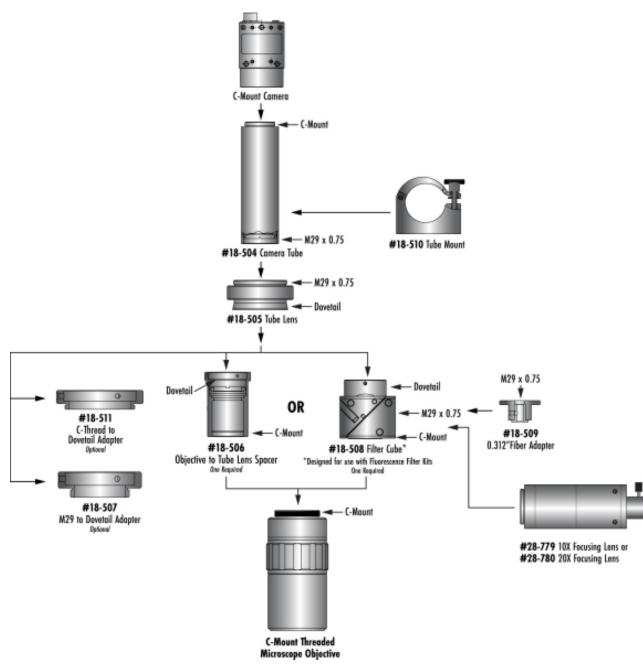 C-Mount Camera
C-Mount
M29 x 0.75
#18-504 Camera Tube
#18-510 Tube Mount
M29 x 0.75
Dovetail
#18-505 Tube Lens
#18-511
C-Thread to
Dovetail Adapter
Optional
#18-507
M29 to Dovetail Adapter
Optional
Dovetail
C-Mount
#18-506
Objective to Tube Lens Spacer
One Required
OR
Dovetail
M29 x 0.75
C-Mount
#18-508 Filter Cube*
*Designed for use with Fluorescence Filter Kits
One Required
M29 x 0.75
#18-509
0.312"Fiber Adapter
#28-779 10X Focusing Lens or
#28-780 20X Focusing Lens
C-Mount
C-Mount Threaded
Microscope Objective